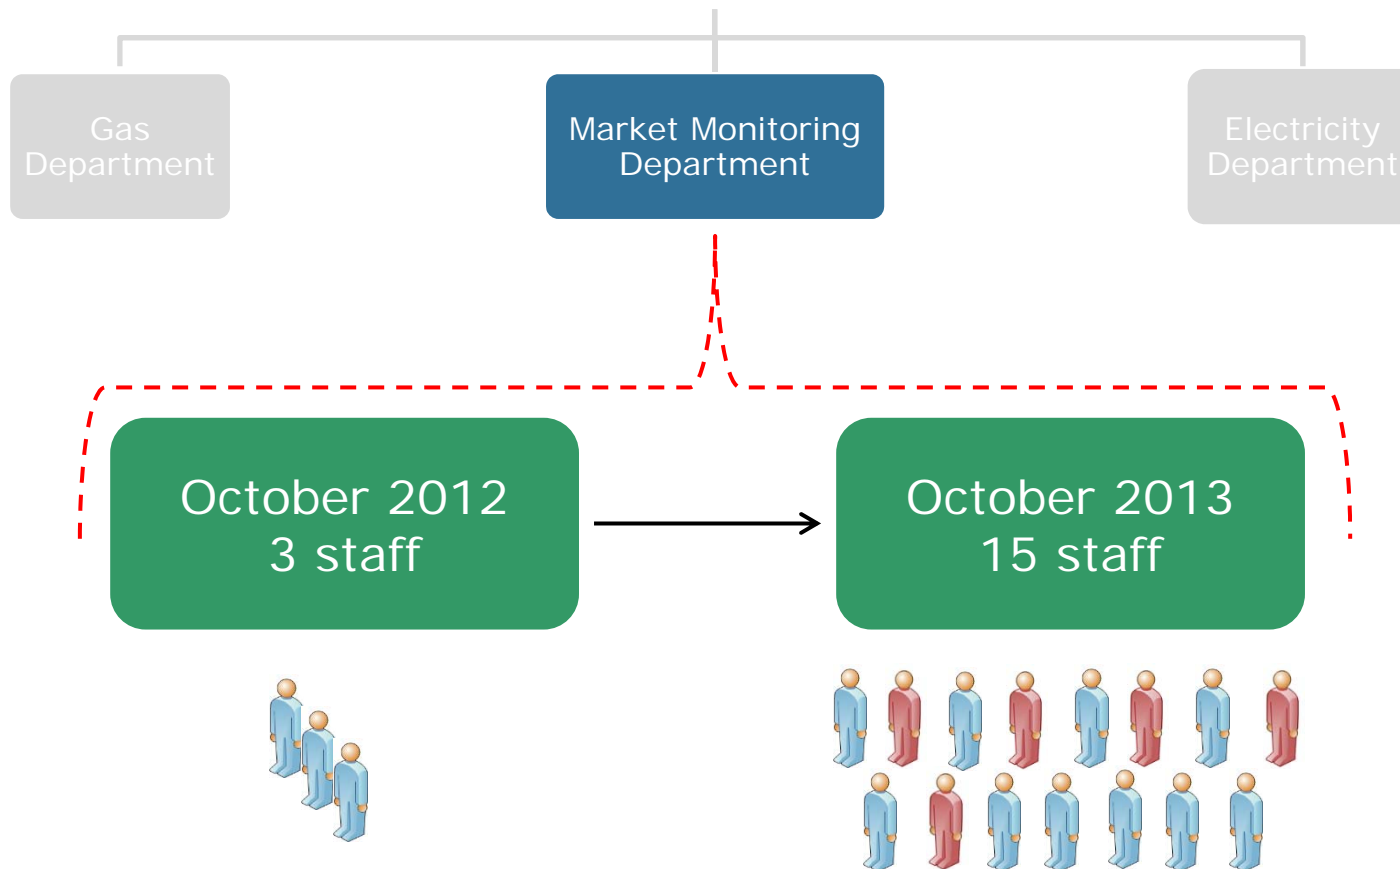 Gas
Department
Market Monitoring
Department
Electricity
Department
October 2012
3 staff
October 2013
15 staff